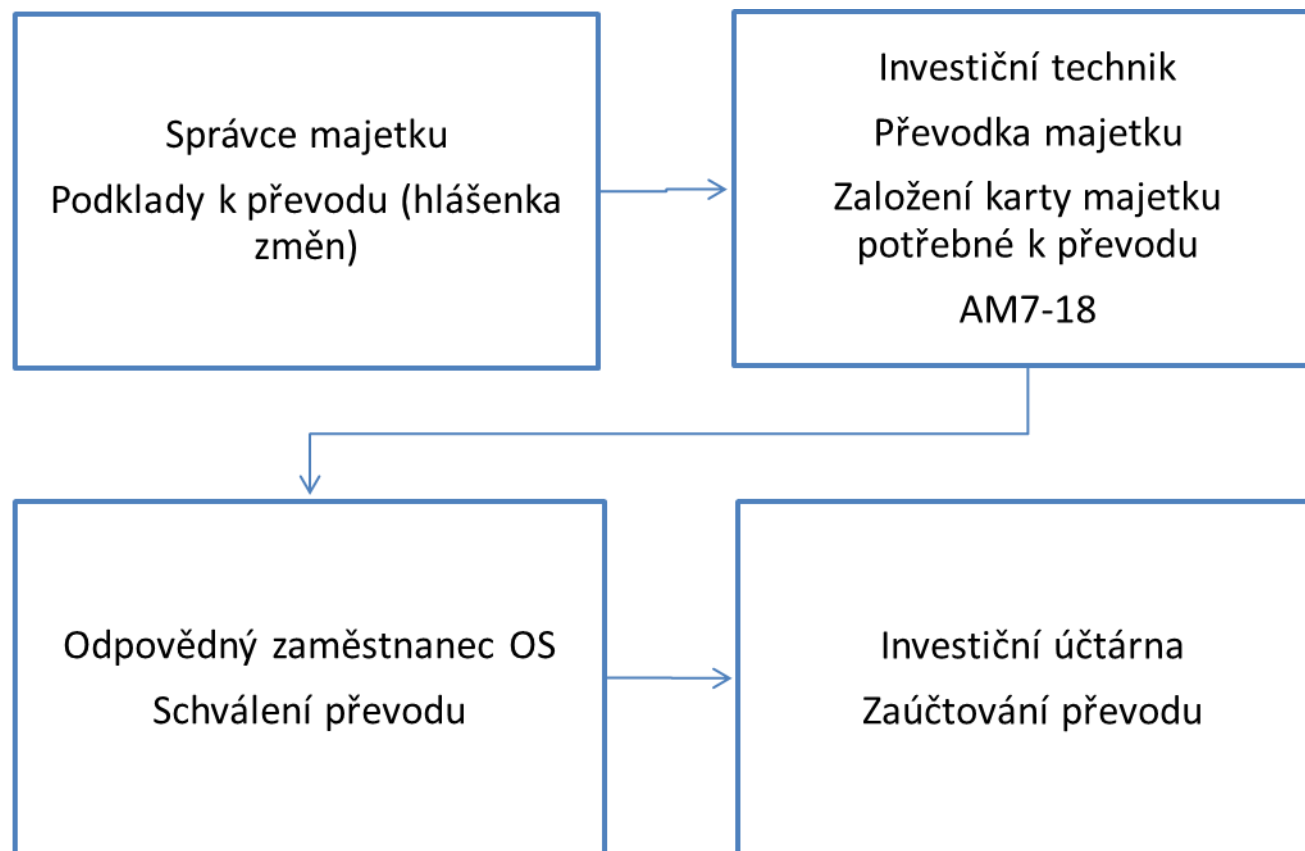 Správce majetku
Podklady k převodu (hlášenka
změn)
Investiční technik
Převodka majetku
Založení karty majetku
potřebné k převodu
AM7-18
Odpovědný zaměstnanec OS
Schválení převodu
Investiční účtárna
Zaúčtování převodu